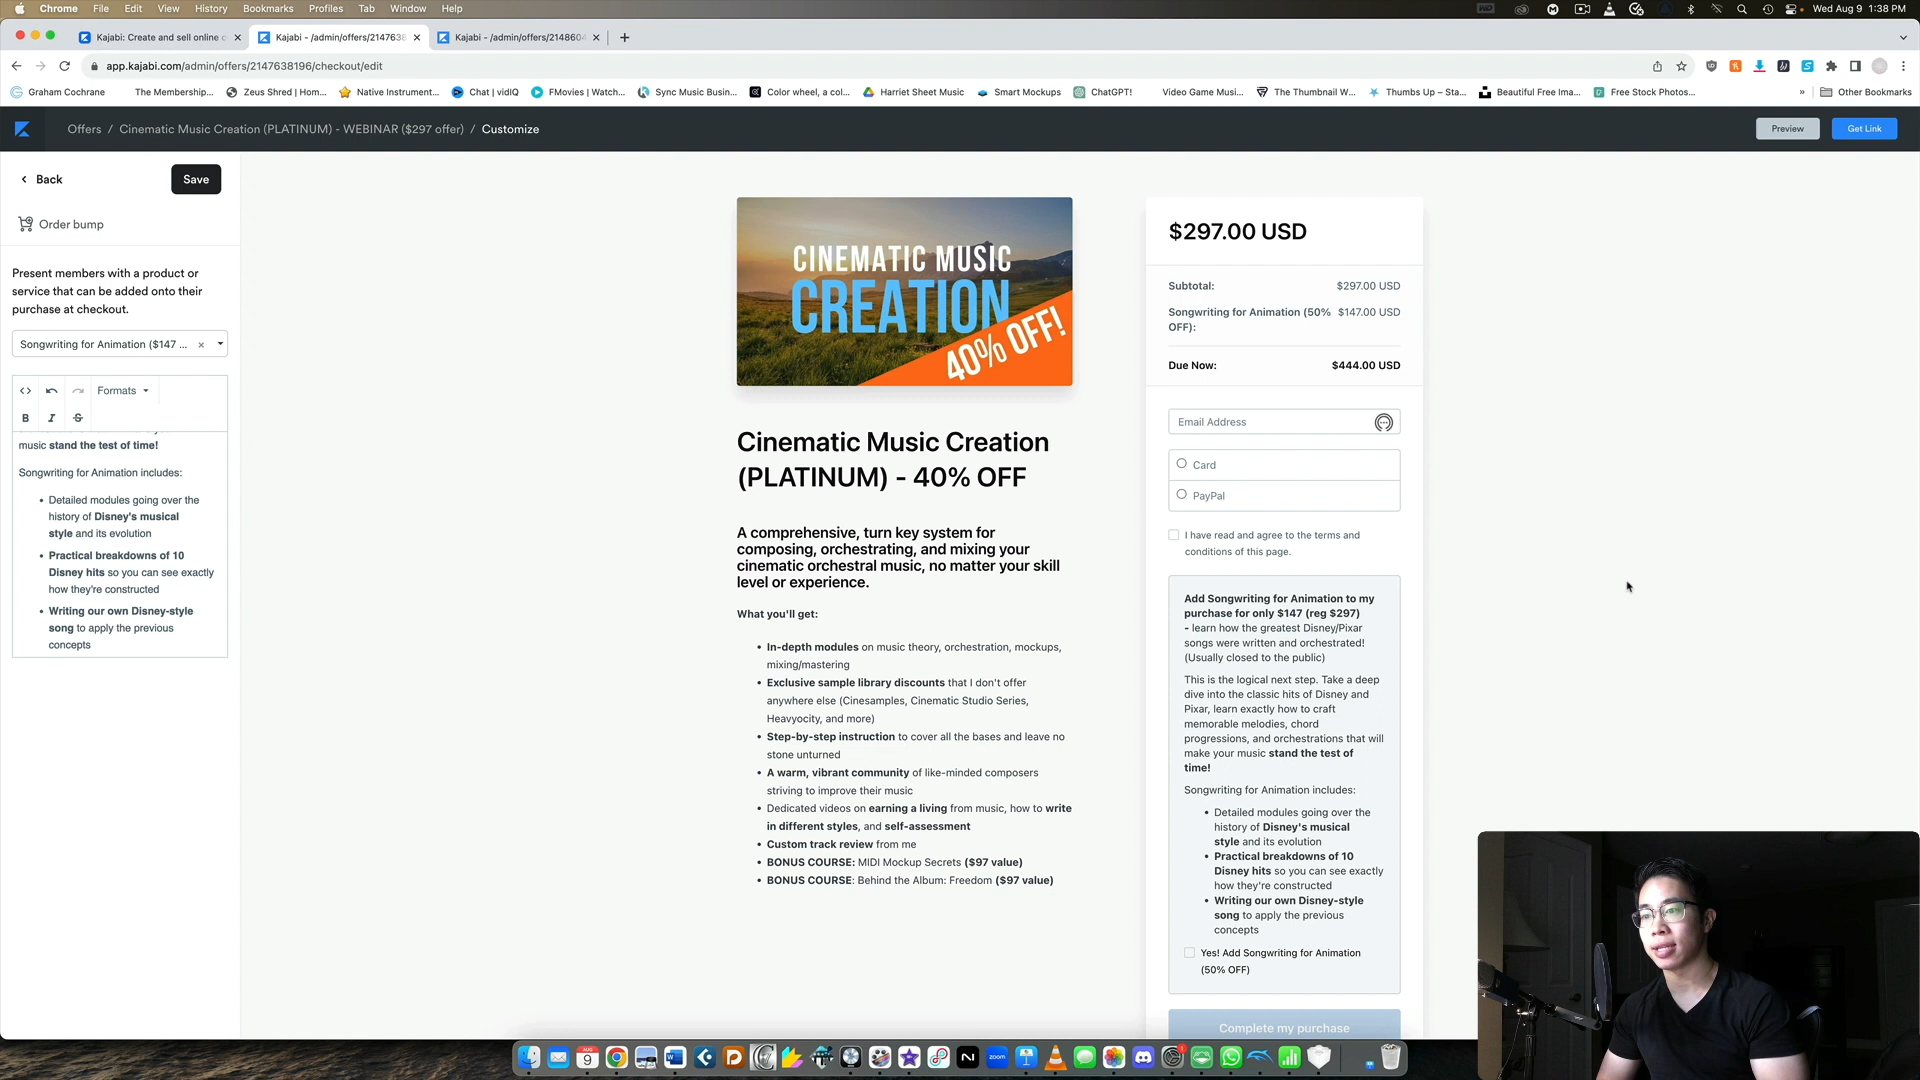 Chrome File Edit View History Bookmarks Profiles Tab Window Help Wed Aug 9 1:38 PM
Kajabi: Create and sell online c Kajabi - /admin/offers/2147638 Kajabi - /admin/offers/214860
app.kajabi.com/admin/offers/2147638196/checkout/edit
Graham Cochrane The Membership... Zeus Shred | Hom... Native Instrument... Chat | vidIQ FMovies | Watch... Sync Music Busin... Color wheel, a col... Harriet Sheet Music Smart Mockups ChatGPT! Video Game Musi... The Thumbnail W... Thumbs Up – Sta... Beautiful Free Ima... Free Stock Photos... » Other Bookmarks
Offers / Cinematic Music Creation (PLATINUM) - WEBINAR ($297 offer) / Customize Preview Get Link
Back Save
Order bump
Present members with a product or
service that can be added onto their
purchase at checkout.
Songwriting for Animation ($147 ... ×
Formats
B I S
music stand the test of time!
Songwriting for Animation includes:
• Detailed modules going over the
history of Disney's musical
style and its evolution
• Practical breakdowns of 10
Disney hits so you can see exactly
how they're constructed
• Writing our own Disney-style
song to apply the previous
concepts
CINEMATIC MUSIC
CREATION
40% OFF!
Cinematic Music Creation
(PLATINUM) - 40% OFF
A comprehensive, turn key system for
composing, orchestrating, and mixing your
cinematic orchestral music, no matter your skill
level or experience.
What you'll get:
• In-depth modules on music theory, orchestration, mockups,
mixing/mastering
• Exclusive sample library discounts that I don't offer
anywhere else (Cinesamples, Cinematic Studio Series,
Heavyocity, and more)
• Step-by-step instruction to cover all the bases and leave no
stone unturned
• A warm, vibrant community of like-minded composers
striving to improve their music
• Dedicated videos on earning a living from music, how to write
in different styles, and self-assessment
• Custom track review from me
• BONUS COURSE: MIDI Mockup Secrets ($97 value)
• BONUS COURSE: Behind the Album: Freedom ($97 value)
$297.00 USD
Subtotal: $297.00 USD
Songwriting for Animation (50% $147.00 USD
OFF):
Due Now: $444.00 USD
Email Address
Card
PayPal
I have read and agree to the terms and
conditions of this page.
Add Songwriting for Animation to my
purchase for only $147 (reg $297)
- learn how the greatest Disney/Pixar
songs were written and orchestrated!
(Usually closed to the public)
This is the logical next step. Take a deep
dive into the classic hits of Disney and
Pixar, learn exactly how to craft
memorable melodies, chord
progressions, and orchestrations that will
make your music stand the test of
time!
Songwriting for Animation includes:
• Detailed modules going over the
history of Disney's musical
style and its evolution
• Practical breakdowns of 10
Disney hits so you can see exactly
how they're constructed
• Writing our own Disney-style
song to apply the previous
concepts
Yes! Add Songwriting for Animation
(50% OFF)
Complete my purchase
AUG
9
zoom